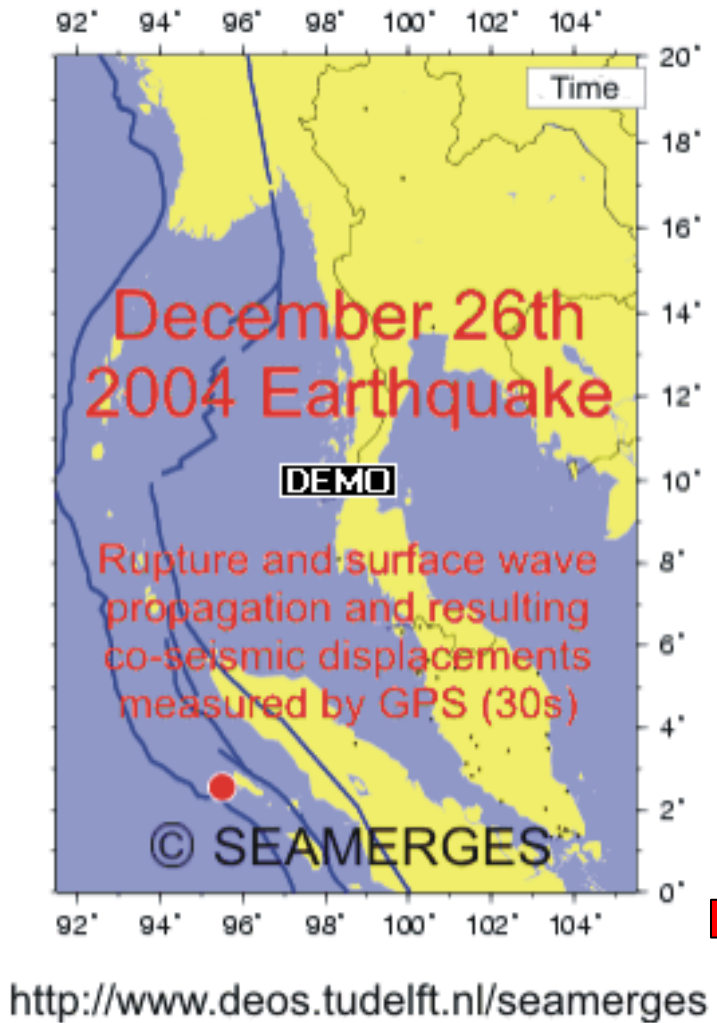 92° 94° 96° 98° 100° 102° 104°
20°
Time
18°
16°
14°
December 26th
2004 Earthquake
12°
DEMO
10°
Rupture and surface wave
8°
propagation and resulting
6°
co-seismic displacements
measured by GPS (30s)
4°
2°
© SEAMERGES
0°
92° 94° 96° 98° 100° 102° 104°
http://www.deos.tudelft.nl/seamerges